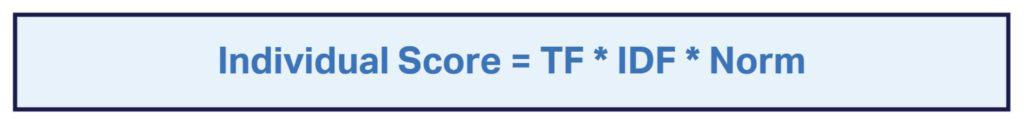 Individual Score = TF * IDF * Norm